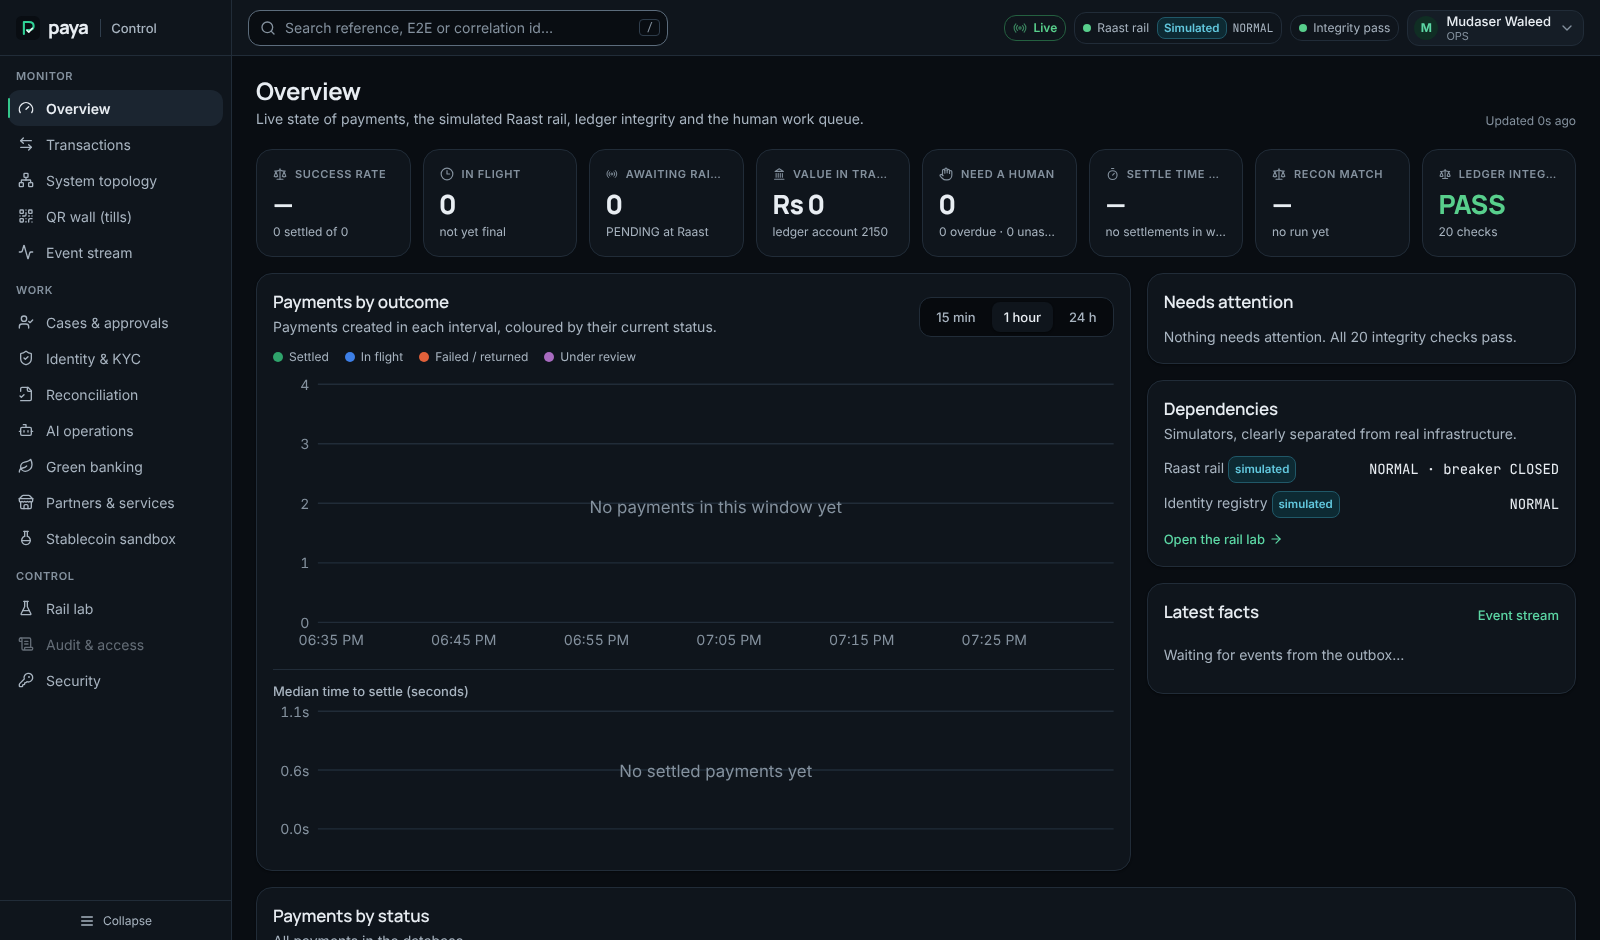 paya
Control
Search reference, E2E or correlation id...
/
Live
Raast rail Simulated NORMAL
Integrity pass
M
Mudaser Waleed
OPS
MONITOR
Overview
Transactions
System topology
QR wall (tills)
Event stream
WORK
Cases & approvals
Identity & KYC
Reconciliation
AI operations
Green banking
Partners & services
Stablecoin sandbox
CONTROL
Rail lab
Audit & access
Security
Collapse
Overview
Live state of payments, the simulated Raast rail, ledger integrity and the human work queue.
Updated 0s ago
SUCCESS RATE
—
0 settled of 0
IN FLIGHT
0
not yet final
AWAITING RAI...
0
PENDING at Raast
VALUE IN TRA...
Rs 0
ledger account 2150
NEED A HUMAN
0
0 overdue · 0 unas...
SETTLE TIME ...
—
no settlements in w...
RECON MATCH
—
no run yet
LEDGER INTEG...
PASS
20 checks
Payments by outcome
Payments created in each interval, coloured by their current status.
15 min 1 hour 24 h
Settled In flight Failed / returned Under review
4
3
2
1
0
No payments in this window yet
06:35 PM 06:45 PM 06:55 PM 07:05 PM 07:15 PM 07:25 PM
Median time to settle (seconds)
1.1s
0.6s
0.0s
No settled payments yet
Needs attention
Nothing needs attention. All 20 integrity checks pass.
Dependencies
Simulators, clearly separated from real infrastructure.
Raast rail simulated NORMAL · breaker CLOSED
Identity registry simulated NORMAL
Open the rail lab →
Latest facts
Event stream
Waiting for events from the outbox...
Payments by status
All payments in the database